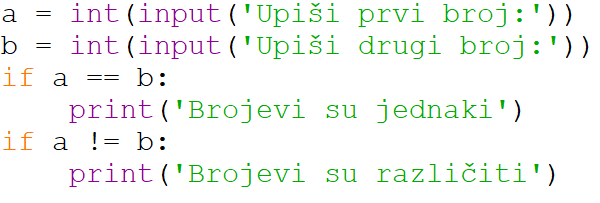 a = int(input('Upiši prvi broj:'))
b = int(input('Upiši drugi broj:'))
if a == b:
    print('Brojevi su jednaki')
if a != b:
    print('Brojevi su različiti')